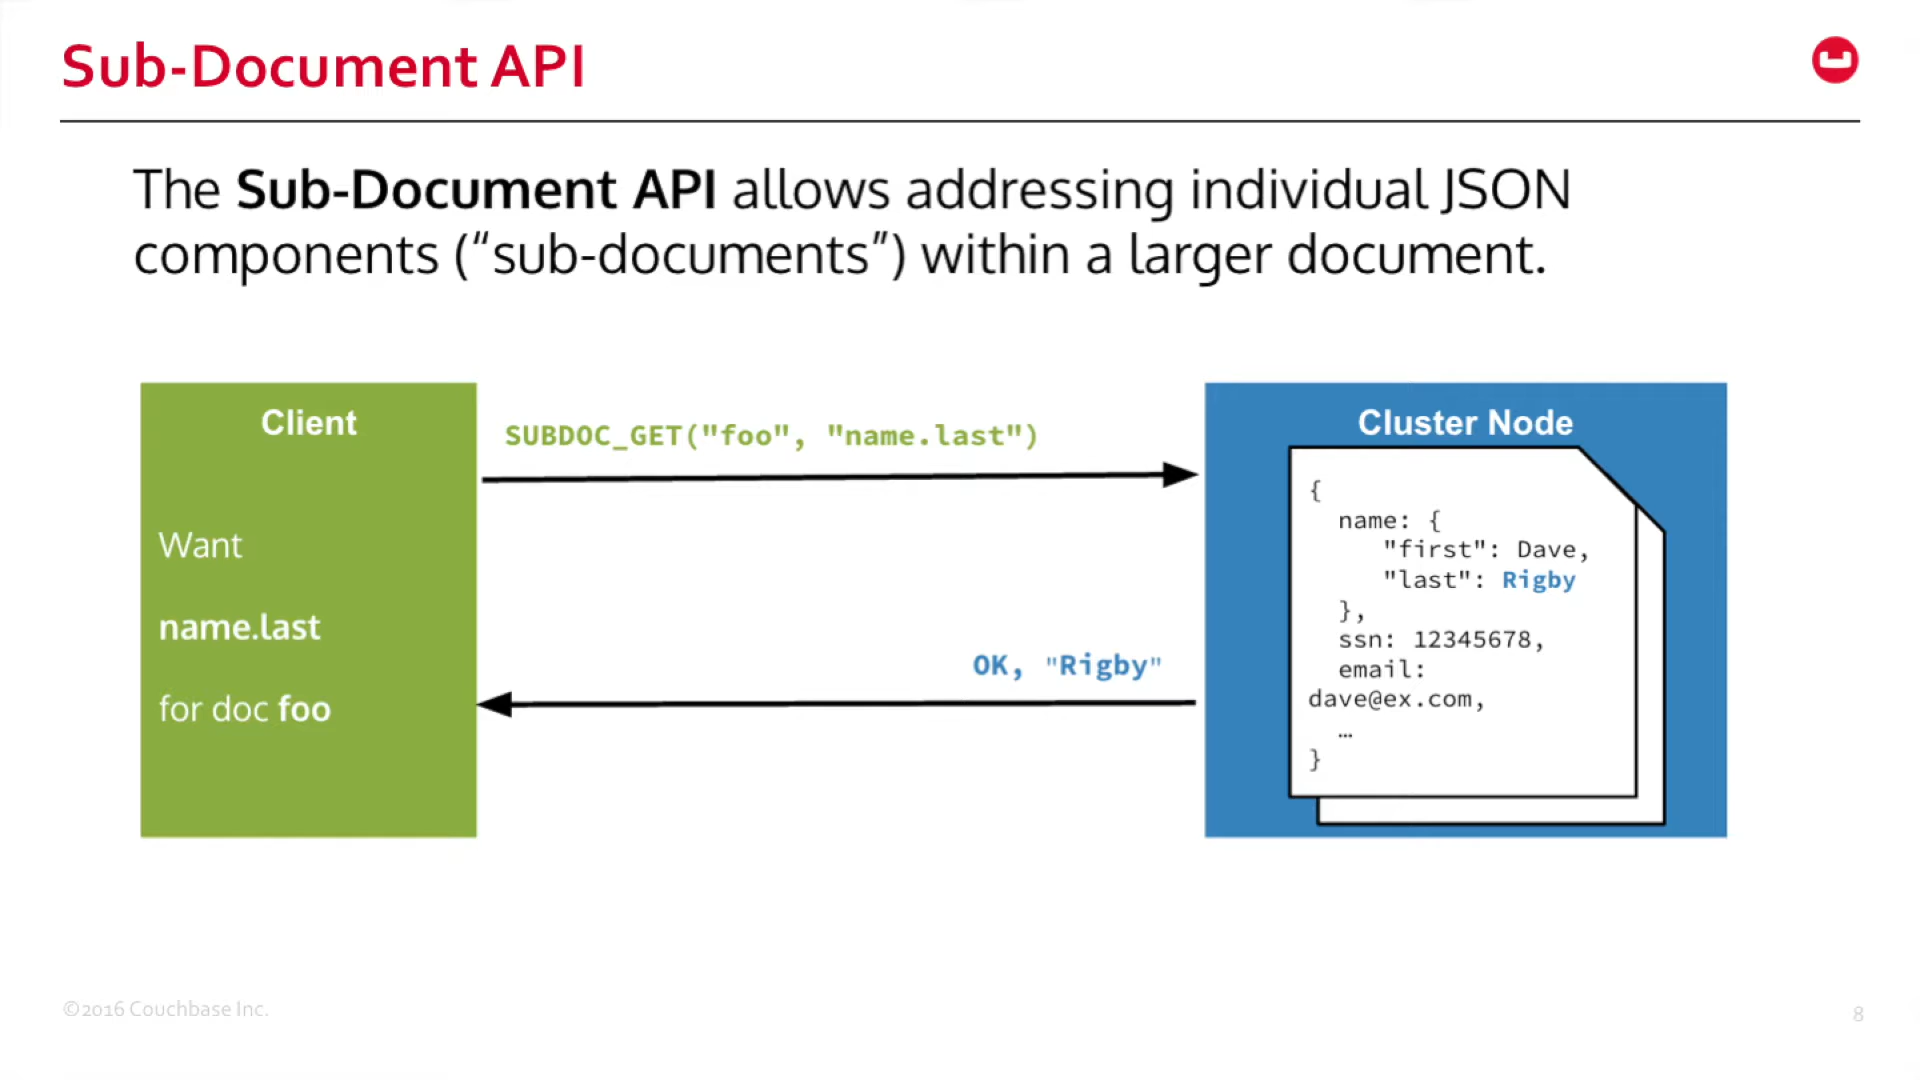 Sub-Document API
The Sub-Document API allows addressing individual JSON
components (“sub-documents”) within a larger document.
Client
Want
name.last
for doc foo
SUBDOC_GET("foo", "name.last")
OK, "Rigby"
Cluster Node
{
name: {
"first": Dave,
"last": Rigby
},
ssn: 12345678,
email:
dave@ex.com,
…
}
©2016 Couchbase Inc.
8